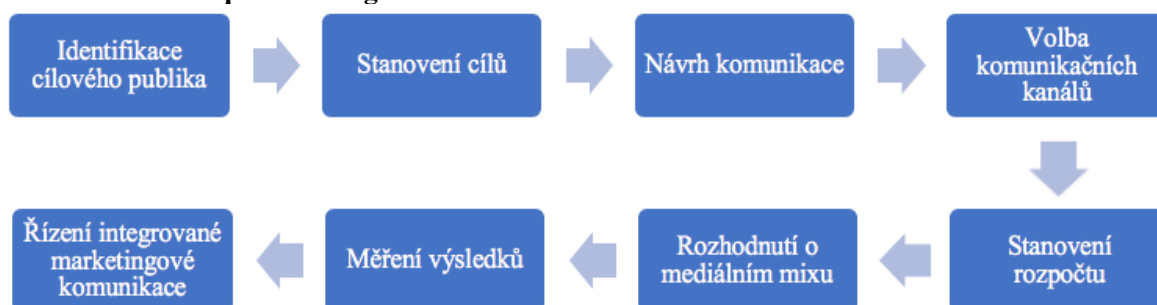 Identifikace
cílového publika
Stanovení cílů
Návrh komunikace
Volba
komunikačních
kanálů
Stanovení
rozpočtu
Rozhodnutí o
mediálním mixu
Měření výsledků
Řízení integrované
marketingové
komunikace